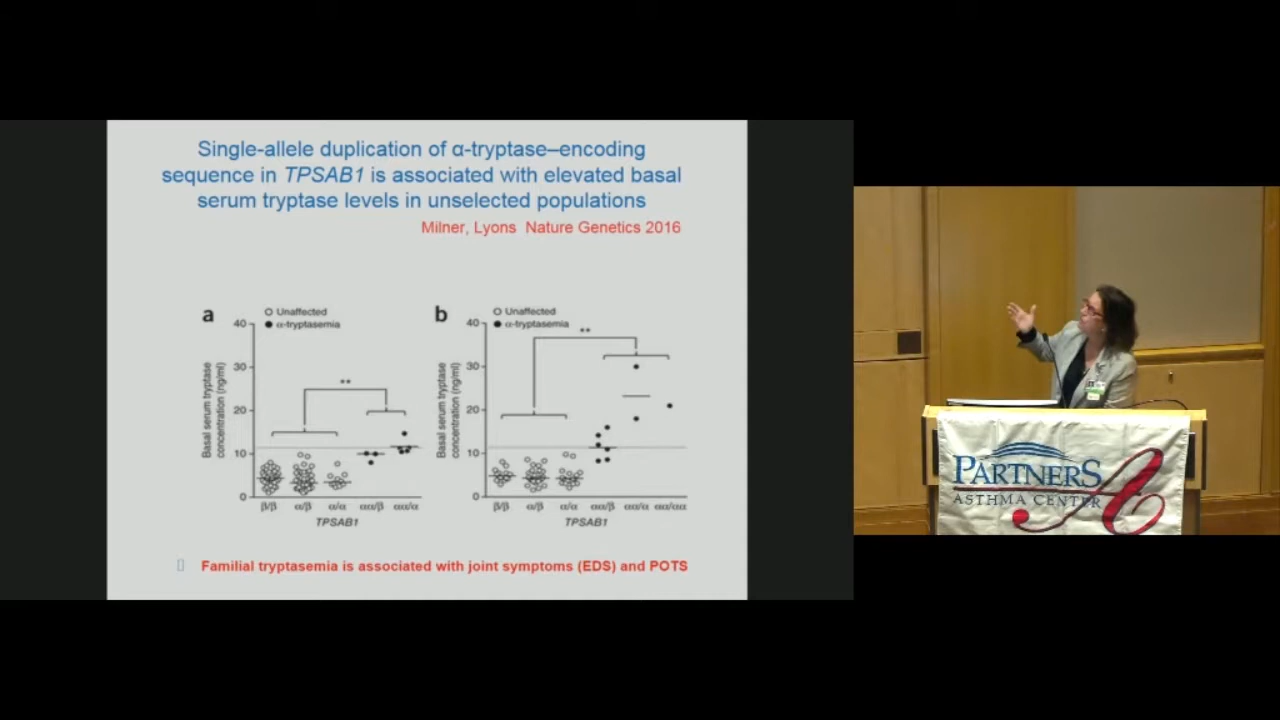 Single-allele duplication of α-tryptase–encoding
sequence in TPSAB1 is associated with elevated basal
serum tryptase levels in unselected populations
Milner, Lyons Nature Genetics 2016
a
Unaffected
α-tryptasemia
40
30
20
10
0
Basal serum tryptase
concentration (ng/ml)
**
β/β α/β α/α αα/β αα/α
TPSAB1
b
Unaffected
α-tryptasemia
40
30
20
10
0
Basal serum tryptase
concentration (ng/ml)
**
β/β α/β α/α αα/β αα/α αα/αα
TPSAB1
Familial tryptasemia is associated with joint symptoms (EDS) and POTS
PARTNERS
ASTHMA CENTER
A